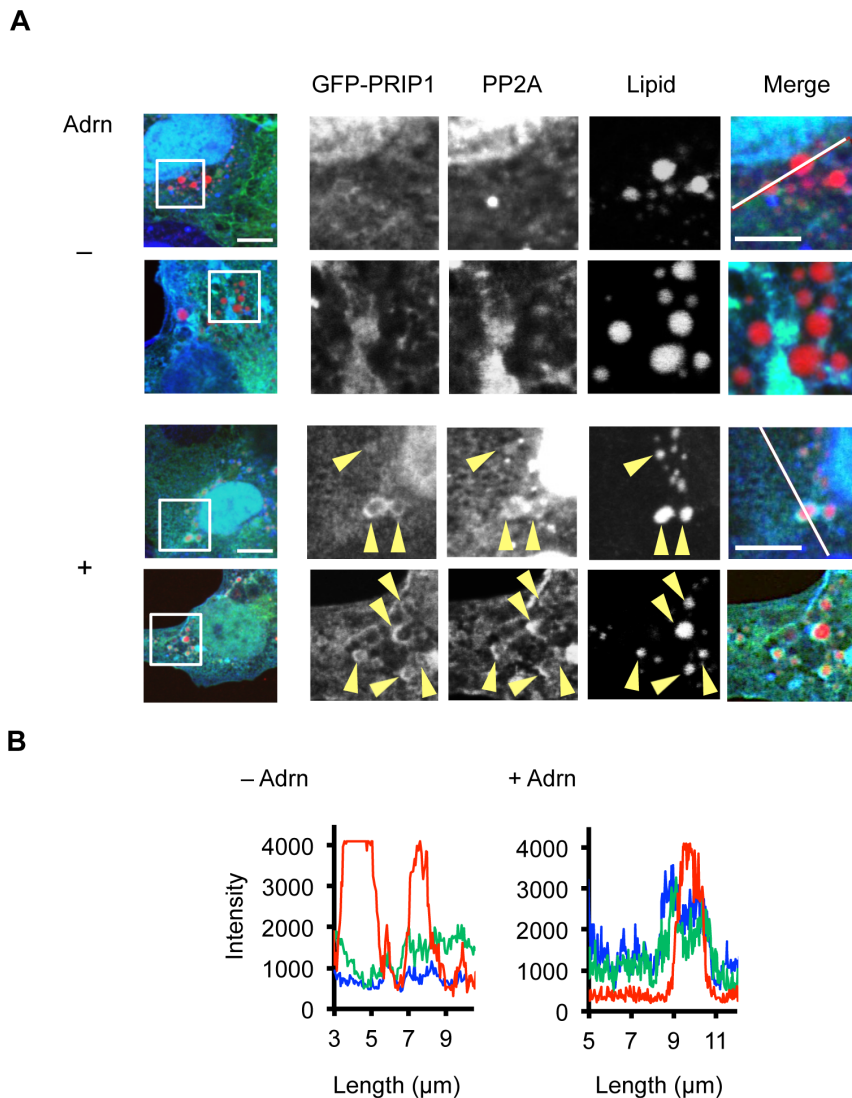 A
GFP-PRIP1 PP2A Lipid Merge
Adrn
–
+
B
– Adrn + Adrn
Intensity
4000
3000
2000
1000
0
3 5 7 9
Length (μm)
4000
3000
2000
1000
0
5 7 9 11
Length (μm)